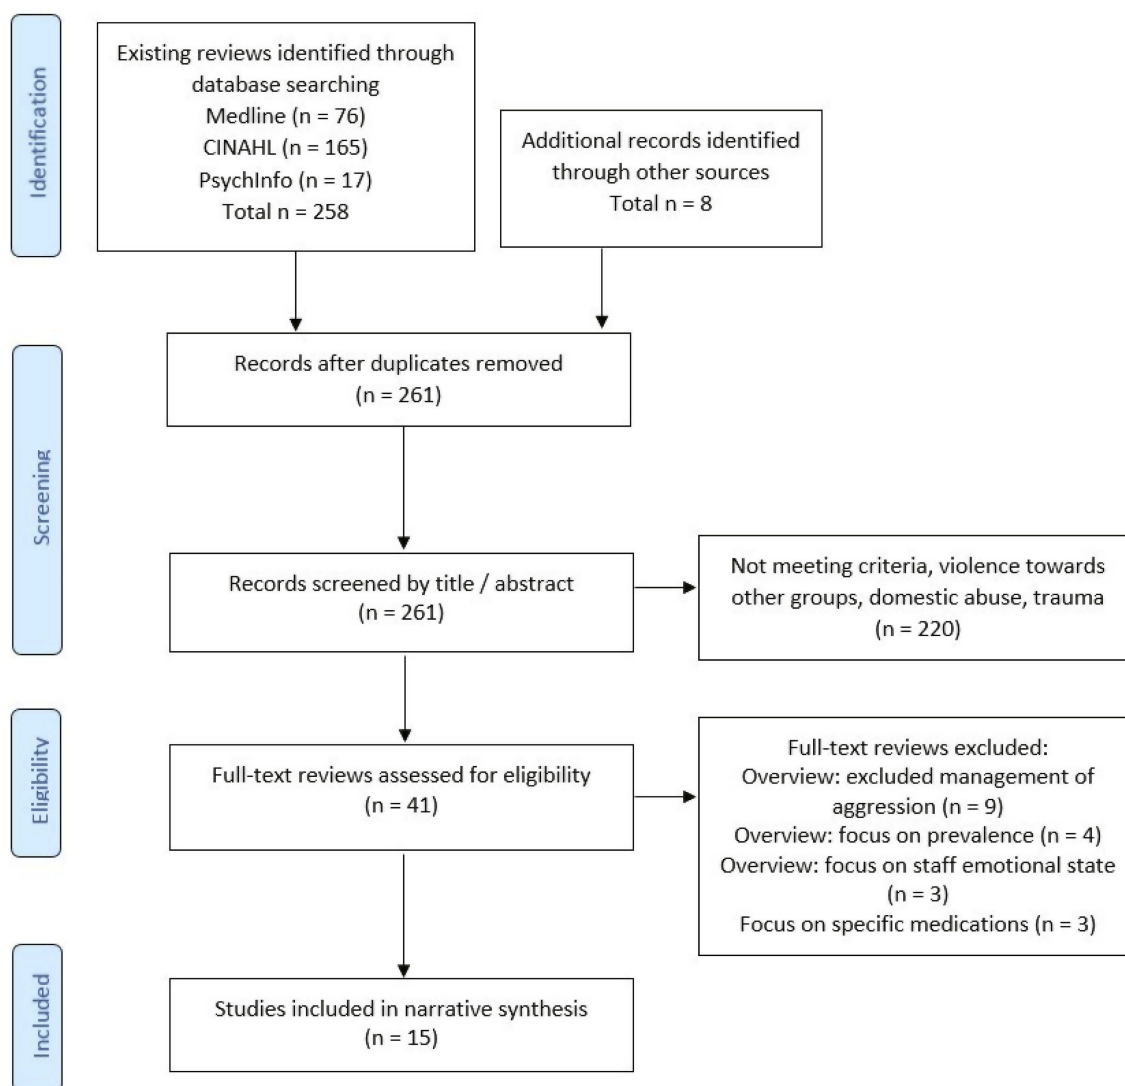 Identification
Existing reviews identified through
database searching
Medline (n = 76)
CINAHL (n = 165)
PsychInfo (n = 17)
Total n = 258
Additional records identified
through other sources
Total n = 8
Screening
Records after duplicates removed
(n = 261)
Records screened by title / abstract
(n = 261)
Not meeting criteria, violence towards
other groups, domestic abuse, trauma
(n = 220)
Eligibility
Full-text reviews assessed for eligibility
(n = 41)
Full-text reviews excluded:
Overview: excluded management of
aggression (n = 9)
Overview: focus on prevalence (n = 4)
Overview: focus on staff emotional state
(n = 3)
Focus on specific medications (n = 3)
Included
Studies included in narrative synthesis
(n = 15)